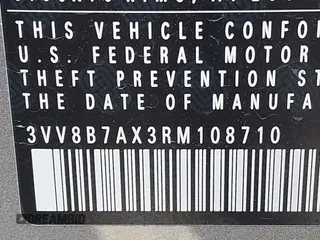 THIS VEHICLE CONFO
U.S. FEDERAL MOTOR
THEFT PREVENTION S
THE DATE OF MANUFA
3VV8B7AX3RM108710
DREAMBID